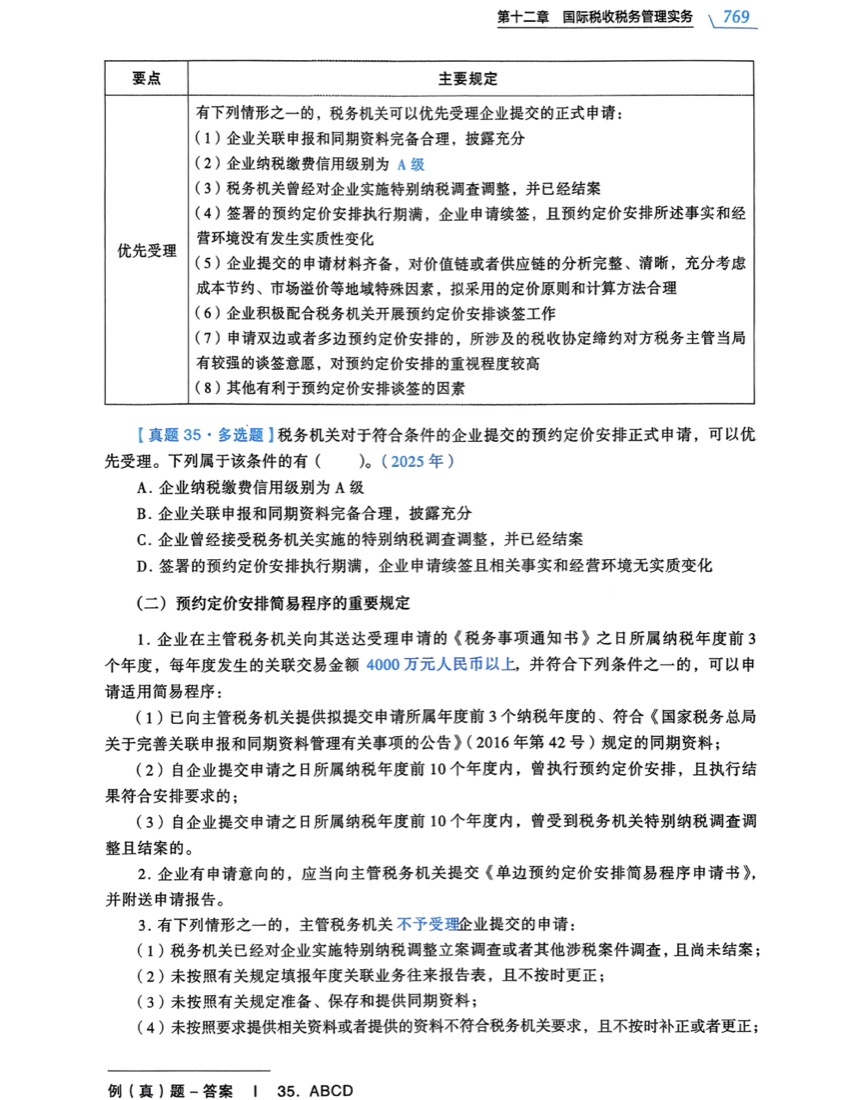 第十二章 国际税收税务管理实务 769
要点 主要规定
优先受理
有下列情形之一的，税务机关可以优先受理企业提交的正式申请：
（1）企业关联申报和同期资料完备合理，披露充分
（2）企业纳税缴费信用级别为 A 级
（3）税务机关曾经对企业实施特别纳税调查调整，并已经结案
（4）签署的预约定价安排执行期满，企业申请续签，且预约定价安排所述事实和经
营环境没有发生实质性变化
（5）企业提交的申请材料齐备，对价值链或者供应链的分析完整、清晰，充分考虑
成本节约、市场溢价等地域特殊因素，拟采用的定价原则和计算方法合理
（6）企业积极配合税务机关开展预约定价安排谈签工作
（7）申请双边或者多边预约定价安排的，所涉及的税收协定缔约对方税务主管当局
有较强的谈签意愿，对预约定价安排的重视程度较高
（8）其他有利于预约定价安排谈签的因素
【真题 35·多选题】税务机关对于符合条件的企业提交的预约定价安排正式申请，可以优
先受理。下列属于该条件的有（　　）。（2025 年）
A. 企业纳税缴费信用级别为 A 级
B. 企业关联申报和同期资料完备合理，披露充分
C. 企业曾经接受税务机关实施的特别纳税调查调整，并已经结案
D. 签署的预约定价安排执行期满，企业申请续签且相关事实和经营环境无实质变化
（二）预约定价安排简易程序的重要规定
1. 企业在主管税务机关向其送达受理申请的《税务事项通知书》之日所属纳税年度前 3
个年度，每年度发生的关联交易金额 4000 万元人民币以上，并符合下列条件之一的，可以申
请适用简易程序：
（1）已向主管税务机关提供拟提交申请所属年度前 3 个纳税年度的、符合《国家税务总局
关于完善关联申报和同期资料管理有关事项的公告》（2016 年第 42 号）规定的同期资料；
（2）自企业提交申请之日所属纳税年度前 10 个年度内，曾执行预约定价安排，且执行结
果符合安排要求的；
（3）自企业提交申请之日所属纳税年度前 10 个年度内，曾受到税务机关特别纳税调查调
整且结案的。
2. 企业有申请意向的，应当向主管税务机关提交《单边预约定价安排简易程序申请书》，
并附送申请报告。
3. 有下列情形之一的，主管税务机关不予受理企业提交的申请：
（1）税务机关已经对企业实施特别纳税调整立案调查或者其他涉税案件调查，且尚未结案；
（2）未按照有关规定填报年度关联业务往来报告表，且不按时更正；
（3）未按照有关规定准备、保存和提供同期资料；
（4）未按照要求提供相关资料或者提供的资料不符合税务机关要求，且不按时补正或者更正；
例（真）题－答案 | 35. ABCD